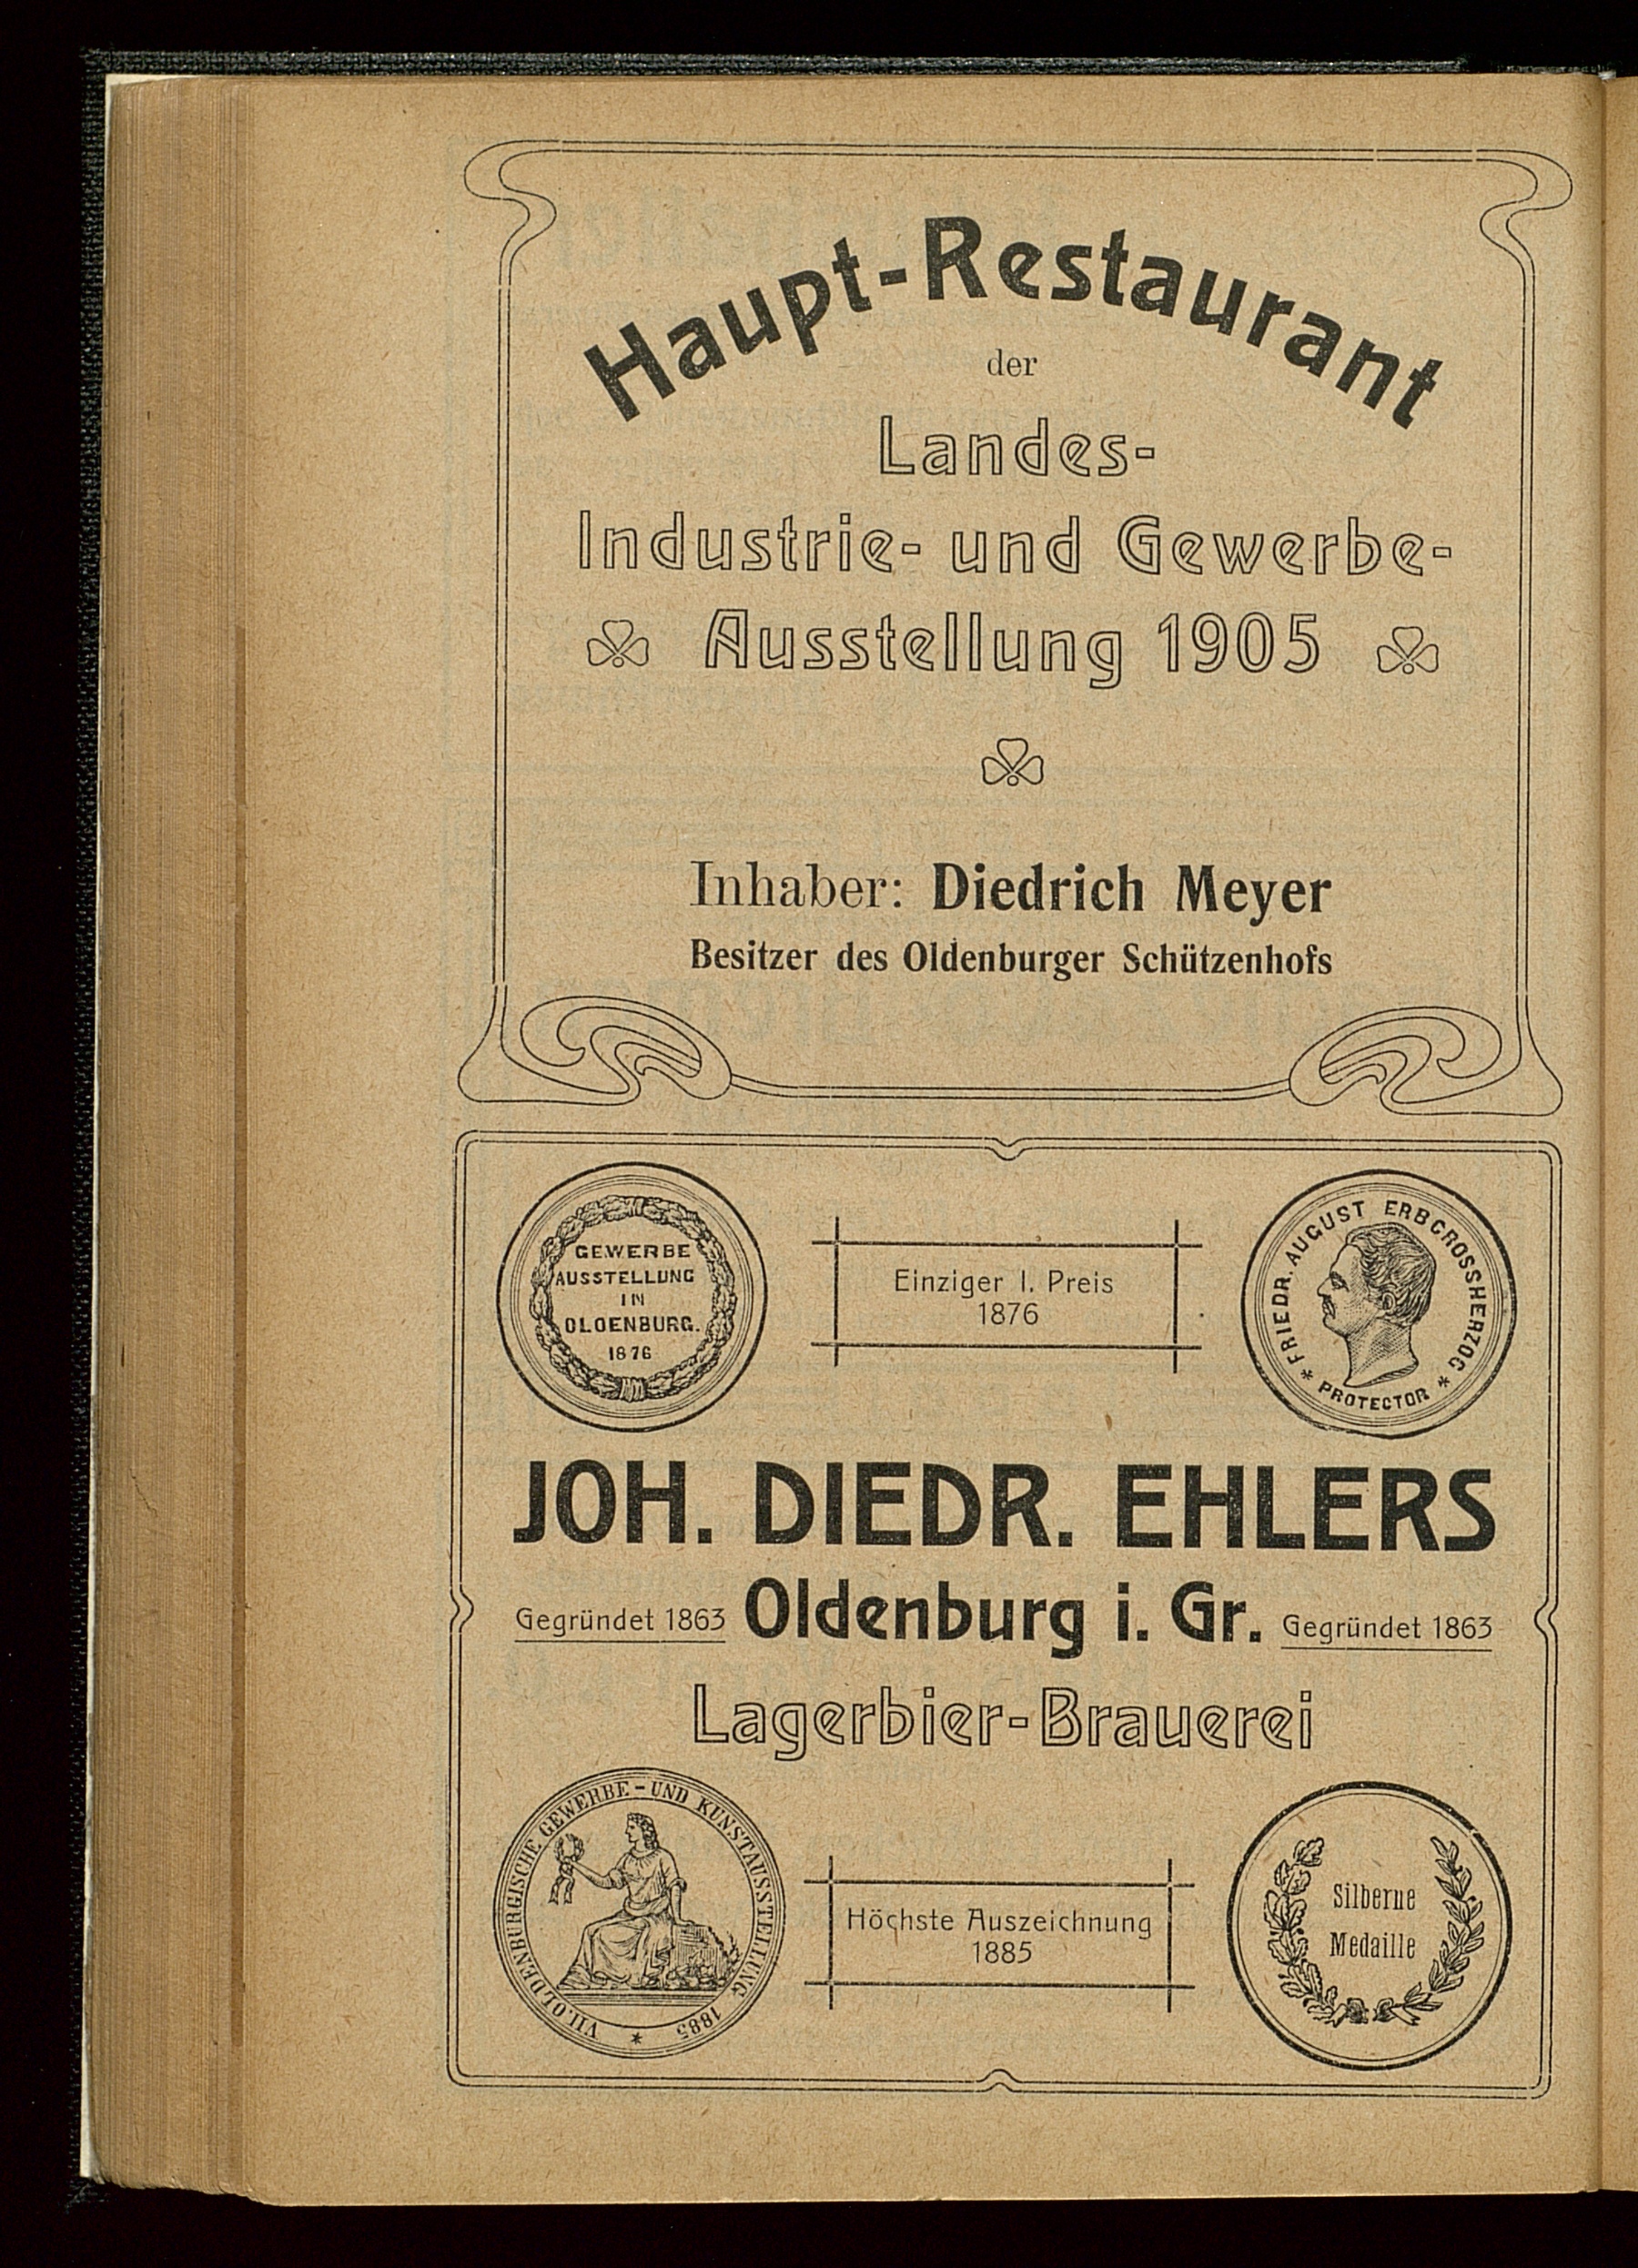 Haupt-Restaurant
der
Landes-
Industrie- und Gewerbe-
Ausstellung 1905
Inhaber: Diedrich Meyer
Besitzer des Oldenburger Schützenhofs
GEWERBE
AUSSTELLUNG
IN
OLDENBURG.
1876
Einziger I. Preis
1876
FRIEDR. AUGUST ERBGROSSHERZOG
* PROTECTOR *
JOH. DIEDR. EHLERS
Gegründet 1863 Oldenburg i. Gr. Gegründet 1863
Lagerbier-Brauerei
VII. OLDENBURGISCHE GEWERBE-UND KUNSTAUSSTELLUNG 1885 *
Höchste Auszeichnung
1885
Silberne
Medaille